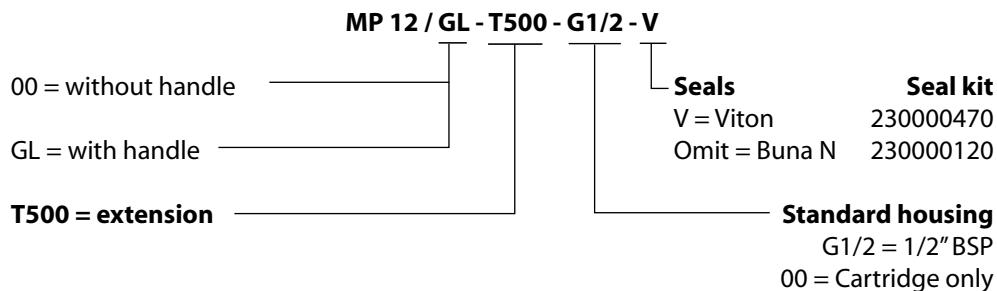 MP 12 / GL - T500 - G1/2 - V
00 = without handle
GL = with handle
T500 = extension
Seals Seal kit
V = Viton 230000470
Omit = Buna N 230000120
Standard housing
G1/2 = 1/2" BSP
00 = Cartridge only